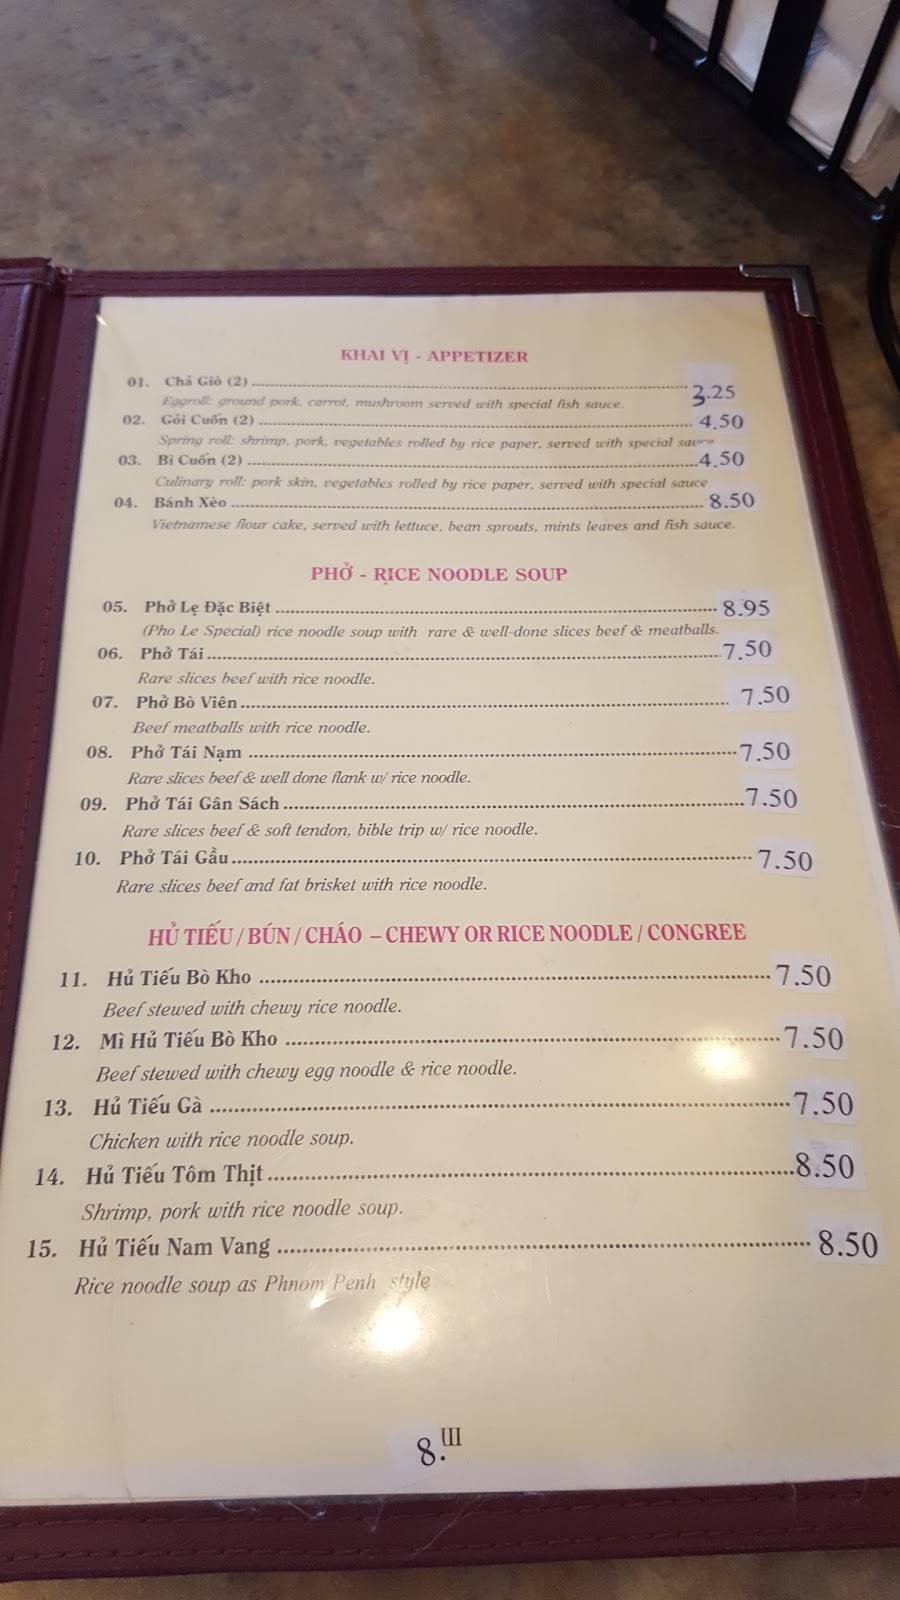 KHAI VỊ - APPETIZER
01. Chả Giò (2) 3.25
Eggroll: ground pork, carrot, mushroom served with special fish sauce.
02. Gỏi Cuốn (2) 4.50
Spring roll: shrimp, pork, vegetables rolled by rice paper, served with special sauce
03. Bì Cuốn (2) 4.50
Culinary roll: pork skin, vegetables rolled by rice paper, served with special sauce
04. Bánh Xèo 8.50
Vietnamese flour cake, served with lettuce, bean sprouts, mints leaves and fish sauce.
PHỞ - RICE NOODLE SOUP
05. Phở Lẹ Đặc Biệt 8.95
(Pho Le Special) rice noodle soup with rare & well-done slices beef & meatballs.
06. Phở Tái 7.50
Rare slices beef with rice noodle.
07. Phở Bò Viên 7.50
Beef meatballs with rice noodle.
08. Phở Tái Nạm 7.50
Rare slices beef & well done flank w/ rice noodle.
09. Phở Tái Gân Sách 7.50
Rare slices beef & soft tendon, bible trip w/ rice noodle.
10. Phở Tái Gầu 7.50
Rare slices beef and fat brisket with rice noodle.
HỦ TIẾU / BÚN / CHÁO – CHEWY OR RICE NOODLE / CONGREE
11. Hủ Tiếu Bò Kho 7.50
Beef stewed with chewy rice noodle.
12. Mì Hủ Tiếu Bò Kho 7.50
Beef stewed with chewy egg noodle & rice noodle.
13. Hủ Tiếu Gà 7.50
Chicken with rice noodle soup.
14. Hủ Tiếu Tôm Thịt 8.50
Shrimp, pork with rice noodle soup.
15. Hủ Tiếu Nam Vang 8.50
Rice noodle soup as Phnom Penh style
8.